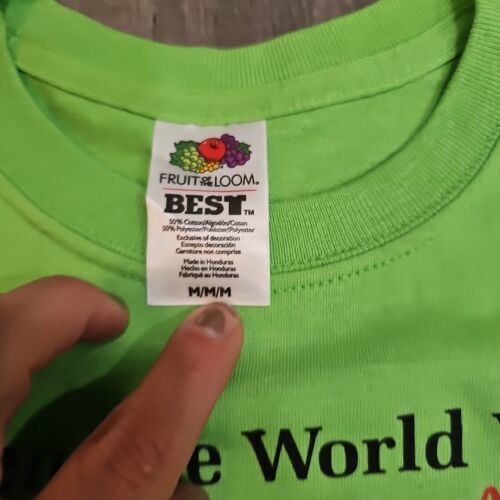 FRUIT OF THE LOOM®
BEST™
50% Cotton/Algodón/Coton
50% Polyester/Poliéster/Polyester
Exclusive of decoration
Excepto decoración
Garniture non comprise
Made in Honduras
Hecho en Honduras
Fabriqué au Honduras
M/M/M
World